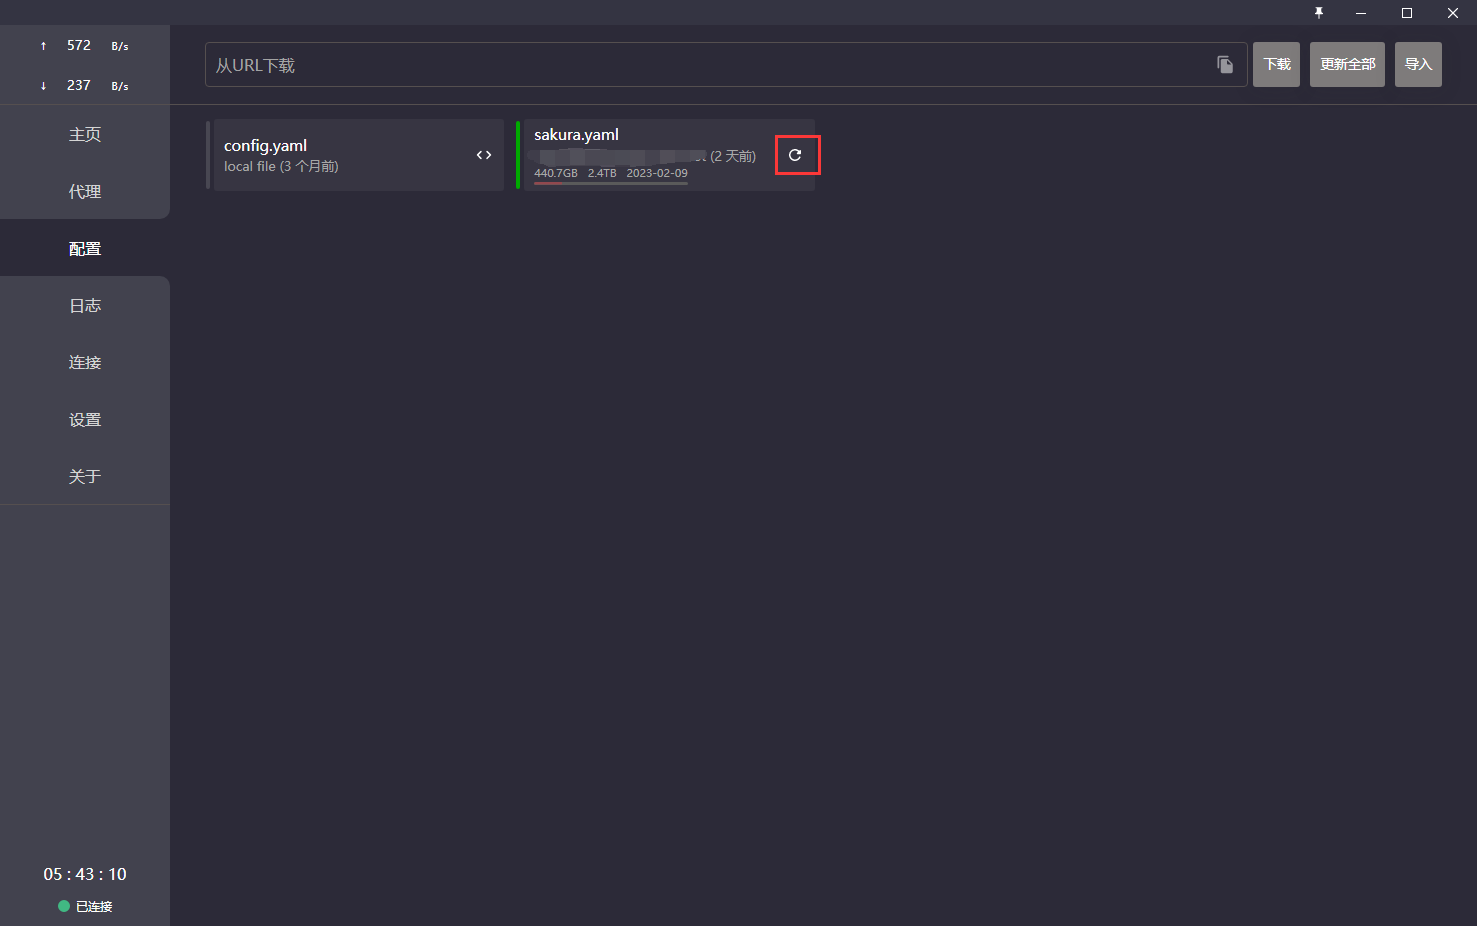 ↑ 572 B/s
↓ 237 B/s
主页
代理
配置
日志
连接
设置
关于
05 : 43 : 10
已连接
从URL下载
下载
更新全部
导入
config.yaml
local file (3 个月前)
sakura.yaml
(2 天前)
440.7GB 2.4TB 2023-02-09